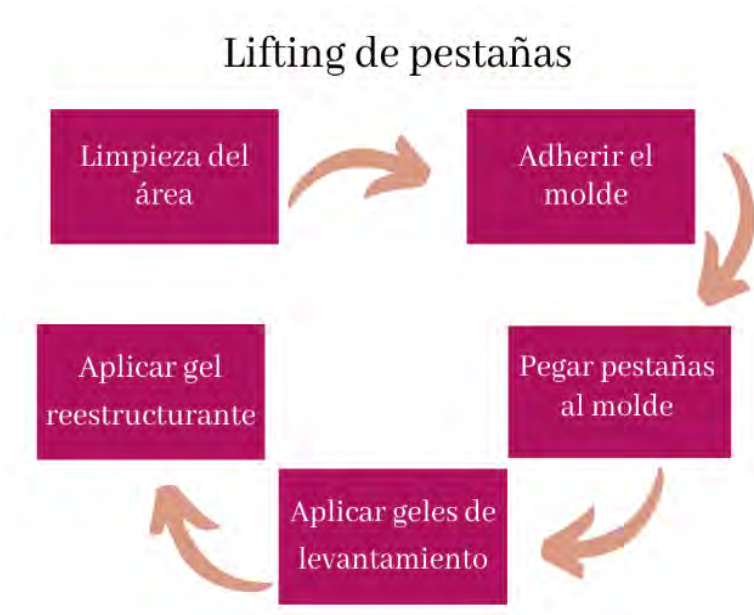 Lifting de pestañas
Limpieza del
área
Adherir el
molde
Pegar pestañas
al molde
Aplicar geles de
levantamiento
Aplicar gel
reestructurante